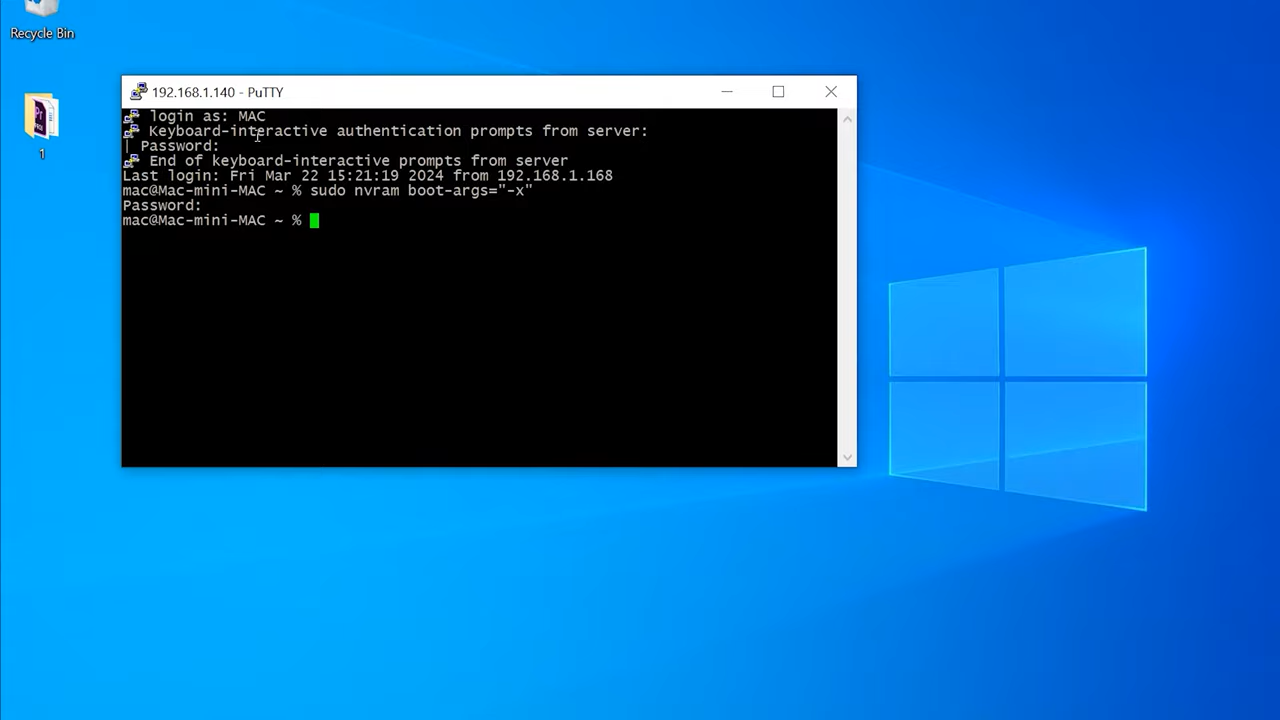 Recycle Bin
1
192.168.1.140 - PuTTY
login as: MAC
Keyboard-interactive authentication prompts from server:
| Password:
End of keyboard-interactive prompts from server
Last login: Fri Mar 22 15:21:19 2024 from 192.168.1.168
mac@Mac-mini-MAC ~ % sudo nvram boot-args="-x"
Password:
mac@Mac-mini-MAC ~ %